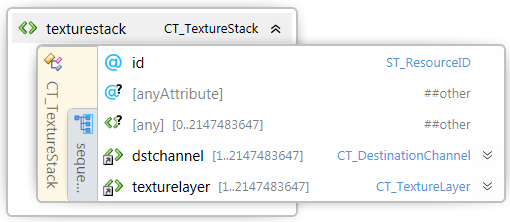 texturestack CT_TextureStack
id ST_ResourceID
[anyAttribute] ##other
[any] [0..2147483647] ##other
dstchannel [1..2147483647] CT_DestinationChannel
texturelayer [1..2147483647] CT_TextureLayer
CT_TextureStack
seque...